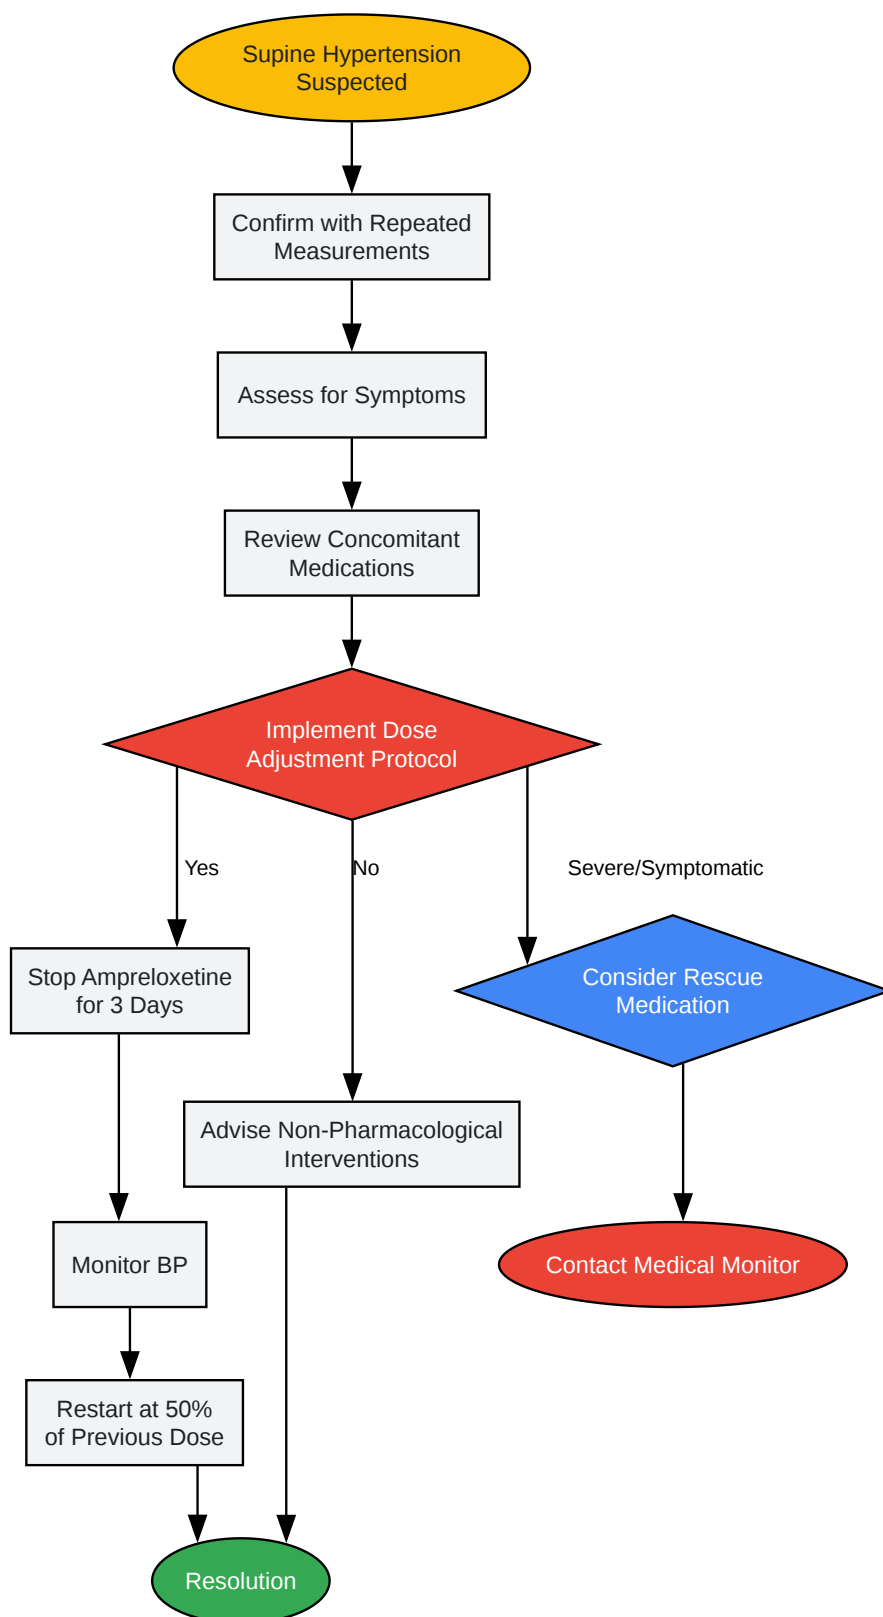 Supine Hypertension
Suspected
Confirm with Repeated
Measurements
Assess for Symptoms
Review Concomitant
Medications
Implement Dose
Adjustment Protocol
Yes
No
Severe/Symptomatic
Stop Ampreloxetine
for 3 Days
Consider Rescue
Medication
Advise Non-Pharmacological
Interventions
Monitor BP
Contact Medical Monitor
Restart at 50%
of Previous Dose
Resolution